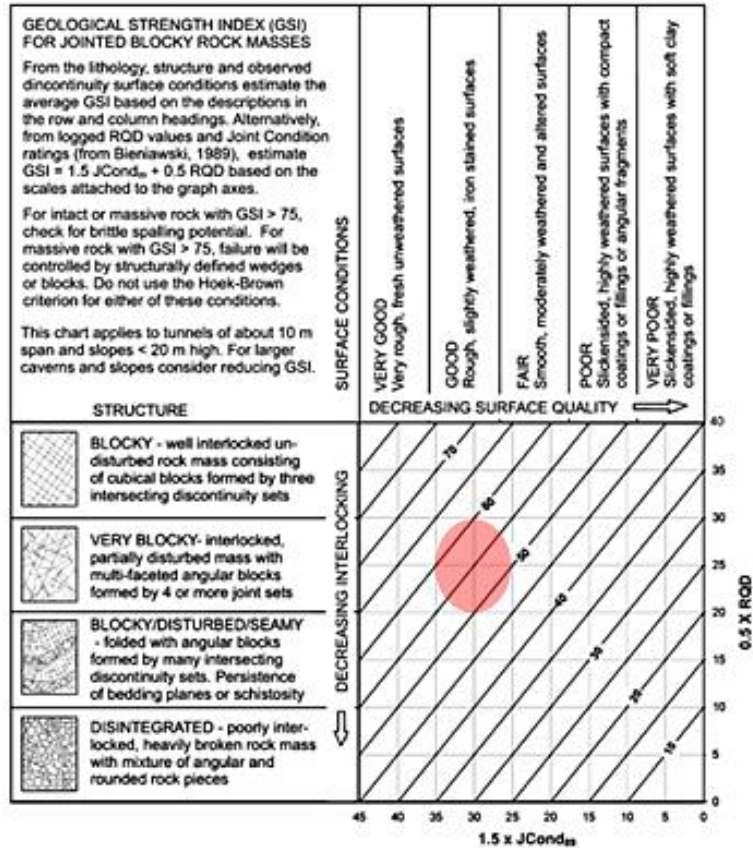 GEOLOGICAL STRENGTH INDEX (GSI)
FOR JOINTED BLOCKY ROCK MASSES
From the lithology, structure and observed
dincontinuity surface conditions estimate the
average GSI based on the descriptions in
the row and column headings. Alternatively,
from logged RQD values and Joint Condition
ratings (from Bieniawski, 1989), estimate
GSI = 1.5 JCond₈₉ + 0.5 RQD based on the
scales attached to the graph axes.
For intact or massive rock with GSI > 75,
check for brittle spalling potential. For
massive rock with GSI > 75, failure will be
controlled by structurally defined wedges
or blocks. Do not use the Hoek-Brown
criterion for either of these conditions.
This chart applies to tunnels of about 10 m
span and slopes < 20 m high. For larger
caverns and slopes consider reducing GSI.
STRUCTURE
SURFACE CONDITIONS
VERY GOOD
Very rough, fresh unweathered surfaces
GOOD
Rough, slightly weathered, iron stained surfaces
FAIR
Smooth, moderately weathered and altered surfaces
POOR
Slickensided, highly weathered surfaces with compact
coatings or fillings or angular fragments
VERY POOR
Slickensided, highly weathered surfaces with soft clay
coatings or fillings
DECREASING SURFACE QUALITY
BLOCKY - well interlocked un-
disturbed rock mass consisting
of cubical blocks formed by three
intersecting discontinuity sets
VERY BLOCKY- interlocked,
partially disturbed mass with
multi-faceted angular blocks
formed by 4 or more joint sets
BLOCKY/DISTURBED/SEAMY
- folded with angular blocks
formed by many intersecting
discontinuity sets. Persistence
of bedding planes or schistosity
DISINTEGRATED - poorly inter-
locked, heavily broken rock mass
with mixture of angular and
rounded rock pieces
DECREASING INTERLOCKING
70
60
50
40
30
20
10
40
35
30
25
20
15
10
5
0
0.5 X RQD
45 40 35 30 25 20 15 10 5 0
1.5 x JCond₈₉